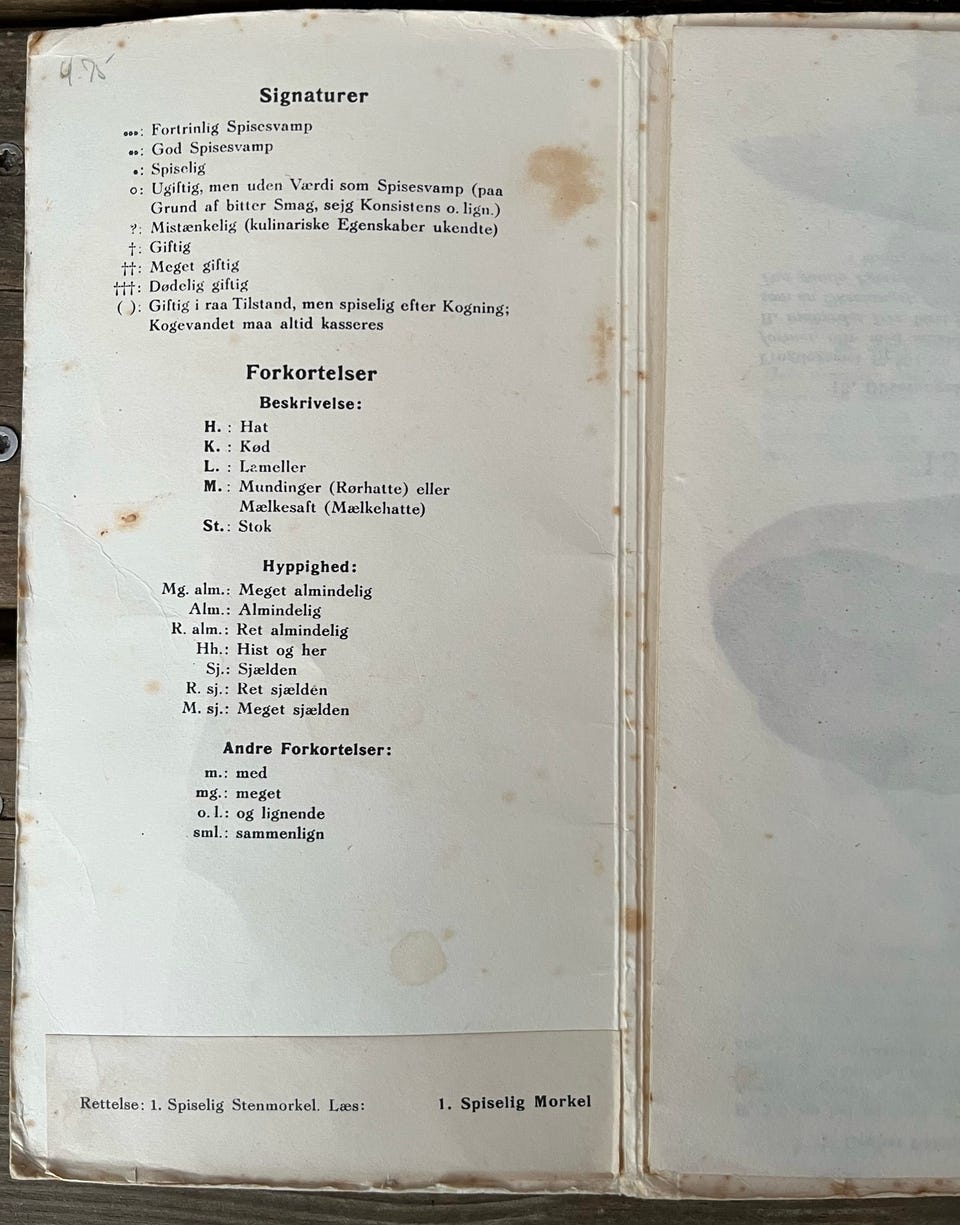 4.75
Signaturer
•••: Fortrinlig Spisesvamp
••: God Spisesvamp
•: Spiselig
o: Ugiftig, men uden Værdi som Spisesvamp (paa
Grund af bitter Smag, sejg Konsistens o. lign.)
?: Mistænkelig (kulinariske Egenskaber ukendte)
†: Giftig
††: Meget giftig
†††: Dødelig giftig
( ): Giftig i raa Tilstand, men spiselig efter Kogning;
Kogevandet maa altid kasseres
Forkortelser
Beskrivelse:
H. : Hat
K. : Kød
L. : Lameller
M. : Mundinger (Rørhatte) eller
Mælkesaft (Mælkehatte)
St. : Stok
Hyppighed:
Mg. alm.: Meget almindelig
Alm.: Almindelig
R. alm.: Ret almindelig
Hh.: Hist og her
Sj.: Sjælden
R. sj.: Ret sjælden
M. sj.: Meget sjælden
Andre Forkortelser:
m.: med
mg.: meget
o. l.: og lignende
sml.: sammenlign
Rettelse: 1. Spiselig Stenmorkel. Læs: 1. Spiselig Morkel